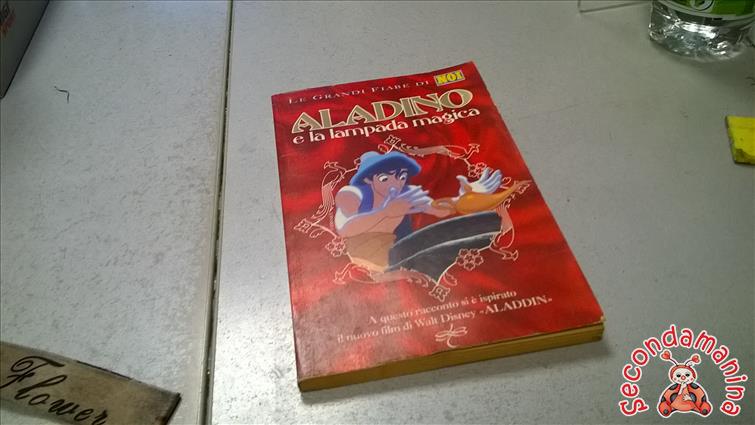 LE GRANDI FIABE DI NOI
ALADINO
e la lampada magica
A questo racconto si è ispirato
il nuovo film di Walt Disney «ALADDIN»
Flower
secondamanina